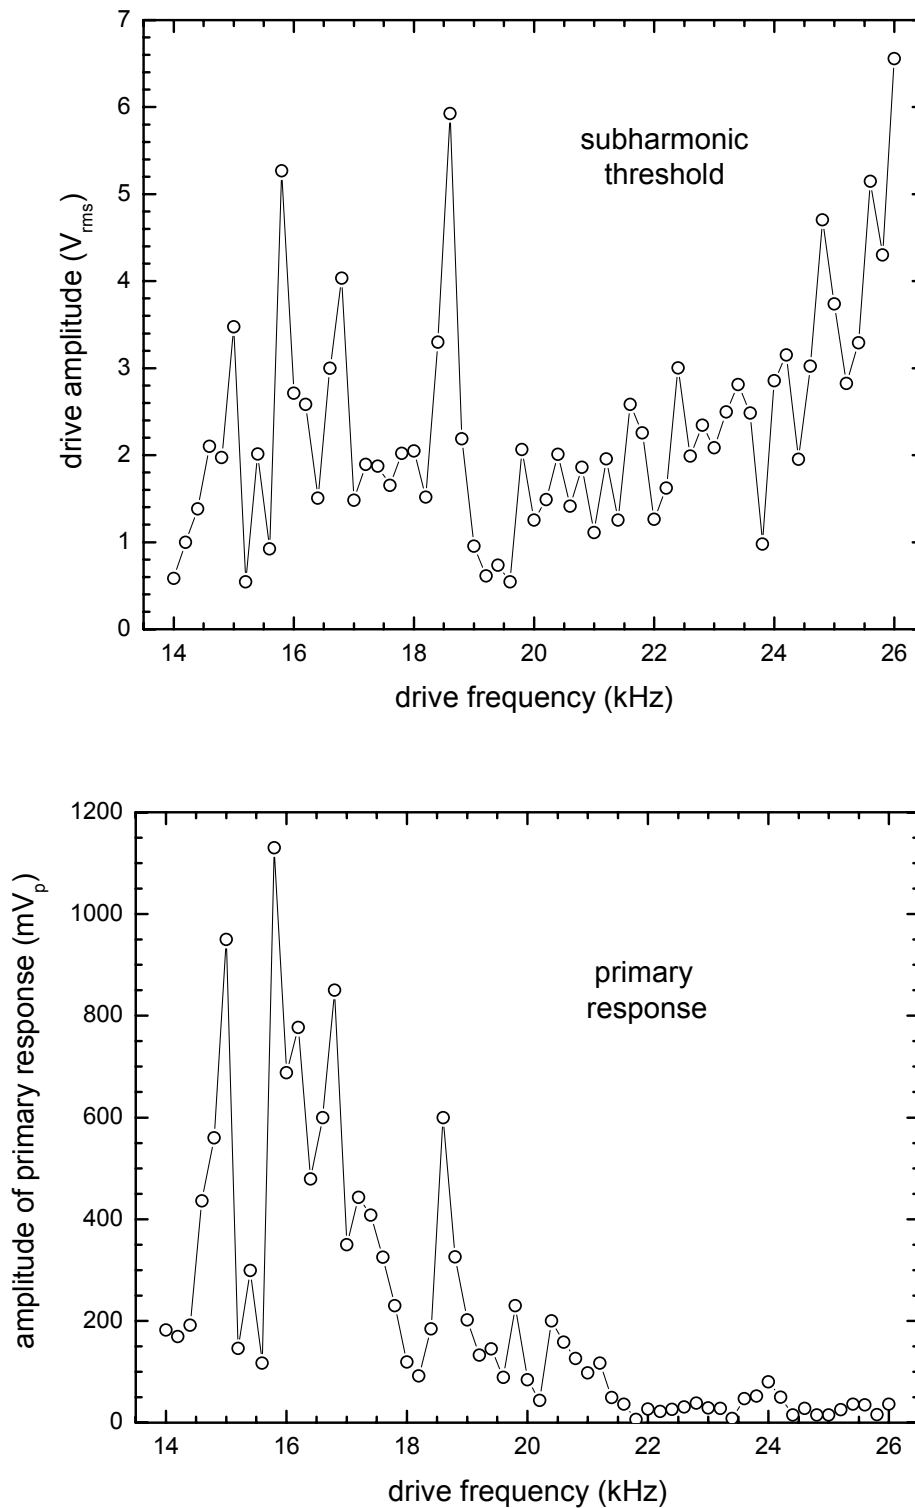 7
6
5
4
3
2
1
0
drive amplitude (V_rms)
subharmonic
threshold
14 16 18 20 22 24 26
drive frequency (kHz)
1200
1000
800
600
400
200
0
amplitude of primary response (mV_p)
primary
response
14 16 18 20 22 24 26
drive frequency (kHz)